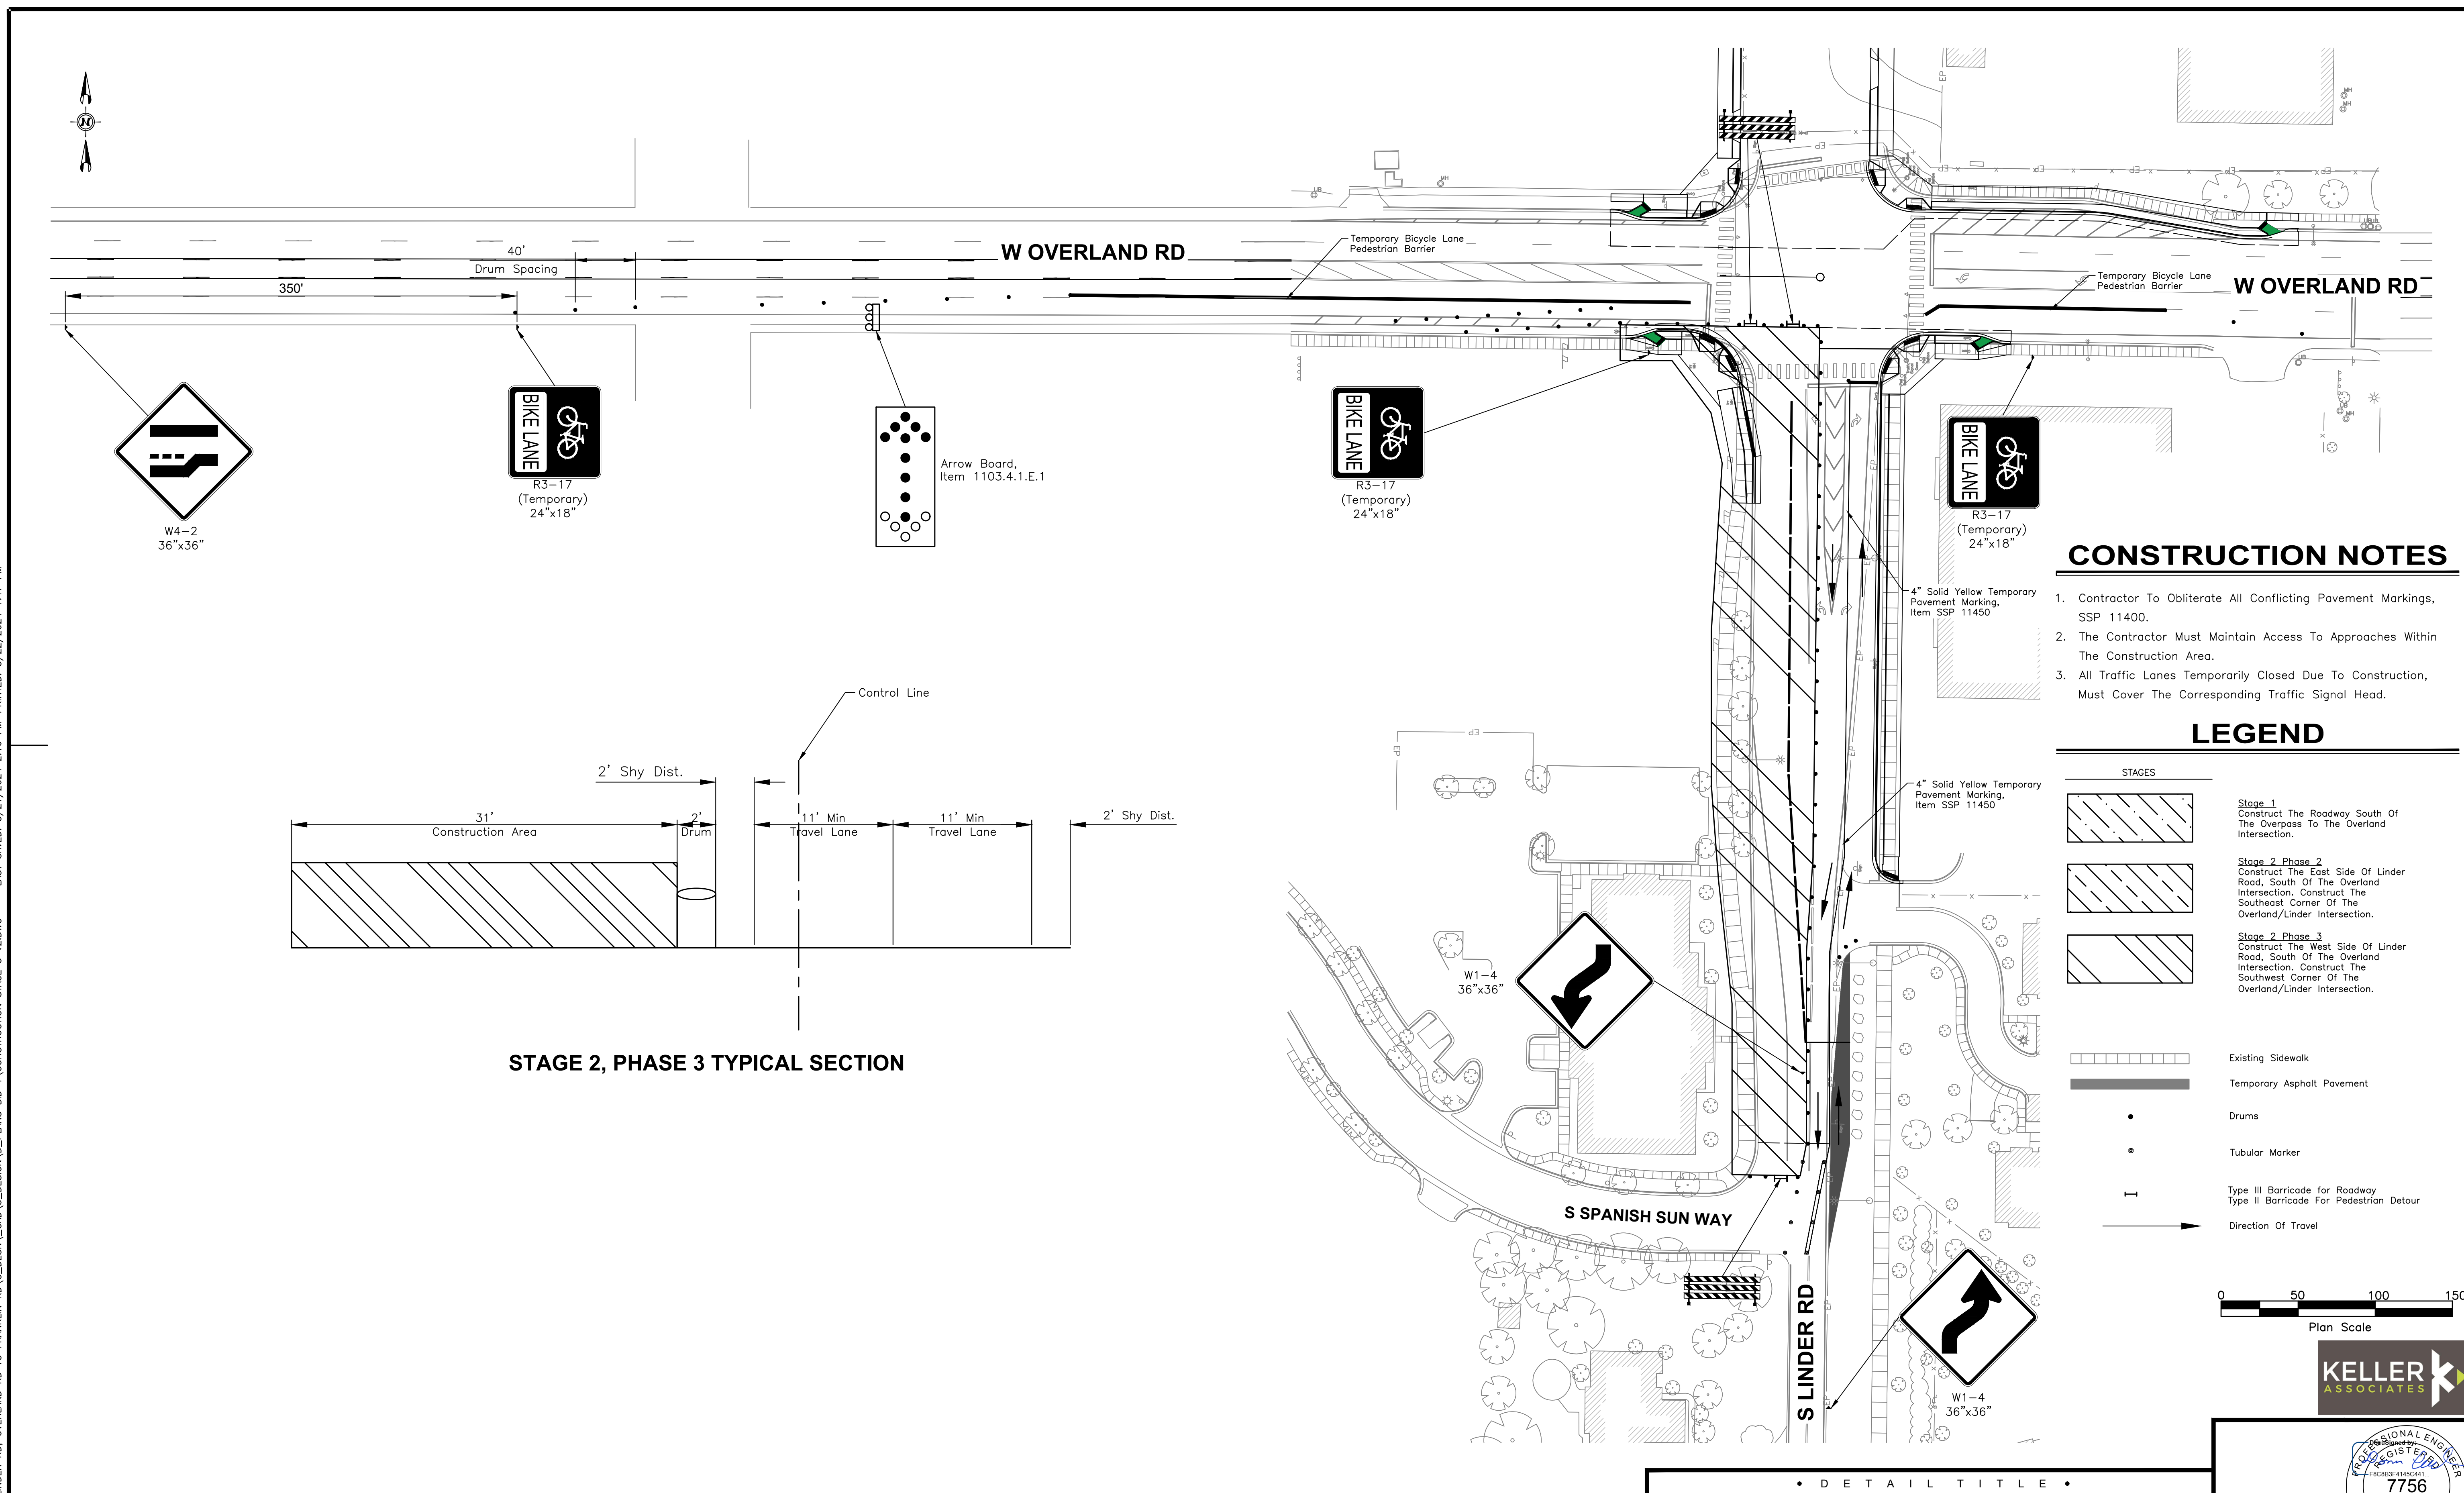 N
W OVERLAND RD
40'
Drum Spacing
350'
Temporary Bicycle Lane
Pedestrian Barrier
Temporary Bicycle Lane
Pedestrian Barrier
W OVERLAND RD
W4-2
36"x36"
BIKE LANE
R3-17
(Temporary)
24"x18"
Arrow Board,
Item 1103.4.1.E.1
BIKE LANE
R3-17
(Temporary)
24"x18"
BIKE LANE
R3-17
(Temporary)
24"x18"
4" Solid Yellow Temporary
Pavement Marking,
Item SSP 11450
4" Solid Yellow Temporary
Pavement Marking,
Item SSP 11450
CONSTRUCTION NOTES
1. Contractor To Obliterate All Conflicting Pavement Markings,
SSP 11400.
2. The Contractor Must Maintain Access To Approaches Within
The Construction Area.
3. All Traffic Lanes Temporarily Closed Due To Construction,
Must Cover The Corresponding Traffic Signal Head.
LEGEND
STAGES
Stage 1
Construct The Roadway South Of
The Overpass To The Overland
Intersection.
Stage 2 Phase 2
Construct The East Side Of Linder
Road, South Of The Overland
Intersection. Construct The
Southeast Corner Of The
Overland/Linder Intersection.
Stage 2 Phase 3
Construct The West Side Of Linder
Road, South Of The Overland
Intersection. Construct The
Southwest Corner Of The
Overland/Linder Intersection.
Existing Sidewalk
Temporary Asphalt Pavement
Drums
Tubular Marker
Type III Barricade for Roadway
Type II Barricade For Pedestrian Detour
Direction Of Travel
Control Line
2' Shy Dist.
31'
Construction Area
2'
Drum
11' Min
Travel Lane
11' Min
Travel Lane
2' Shy Dist.
STAGE 2, PHASE 3 TYPICAL SECTION
W1-4
36"x36"
S SPANISH SUN WAY
S LINDER RD
W1-4
36"x36"
0 50 100 150
Plan Scale
KELLER
ASSOCIATES
PROFESSIONAL ENGINEER
REGISTERED
DocuSigned by:
F8C8B3F4145C441...
7756
• DETAIL TITLE •